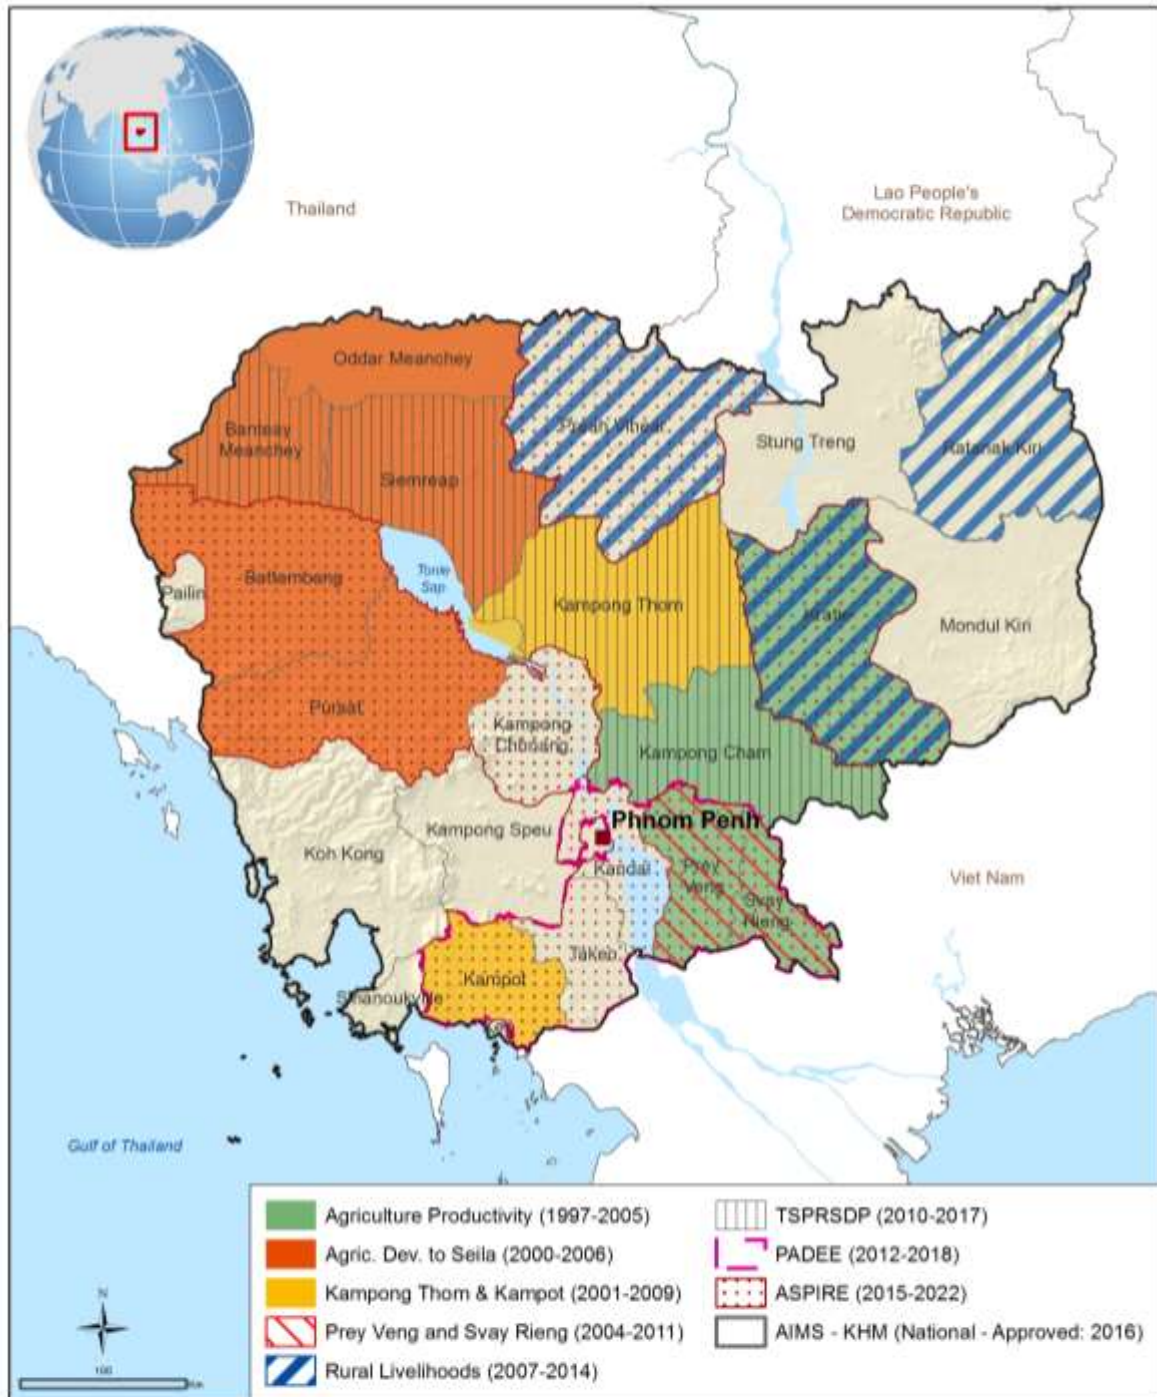 Thailand
Lao People's
Democratic Republic
Oddar Meanchey
Banteay
Meanchey
Siemreap
Preah Vihear
Stung Treng
Ratanak Kiri
Tonle
Sap
Battambang
Pailin
Kampong Thom
Kratie
Mondul Kiri
Pursat
Kampong
Chhnang
Kampong Cham
Phnom Penh
Kampong Speu
Koh Kong
Kandal
Prey
Veng
Svay
Rieng
Viet Nam
Takeo
Kampot
Sihanoukville
Gulf of Thailand
Agriculture Productivity (1997-2005)
Agric. Dev. to Seila (2000-2006)
Kampong Thom & Kampot (2001-2009)
Prey Veng and Svay Rieng (2004-2011)
Rural Livelihoods (2007-2014)
TSPRSDP (2010-2017)
PADEE (2012-2018)
ASPIRE (2015-2022)
AIMS - KHM (National - Approved: 2016)
N
100
Km